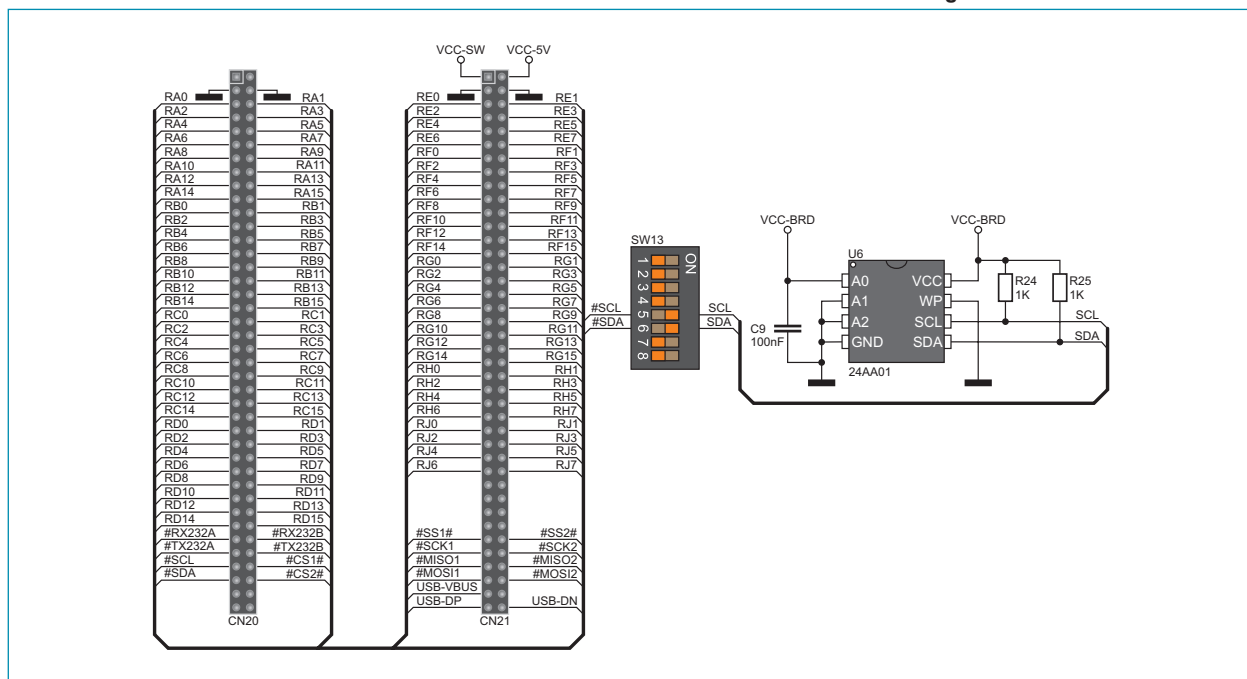 g
VCC-SW VCC-5V
RA0 RA1
RA2 RA3
RA4 RA5
RA6 RA7
RA8 RA9
RA10 RA11
RA12 RA13
RA14 RA15
RB0 RB1
RB2 RB3
RB4 RB5
RB6 RB7
RB8 RB9
RB10 RB11
RB12 RB13
RB14 RB15
RC0 RC1
RC2 RC3
RC4 RC5
RC6 RC7
RC8 RC9
RC10 RC11
RC12 RC13
RC14 RC15
RD0 RD1
RD2 RD3
RD4 RD5
RD6 RD7
RD8 RD9
RD10 RD11
RD12 RD13
RD14 RD15
#RX232A #RX232B
#TX232A #TX232B
#SCL #CS1#
#SDA #CS2#
CN20
RE0 RE1
RE2 RE3
RE4 RE5
RE6 RE7
RF0 RF1
RF2 RF3
RF4 RF5
RF6 RF7
RF8 RF9
RF10 RF11
RF12 RF13
RF14 RF15
RG0 RG1
RG2 RG3
RG4 RG5
RG6 RG7
RG8 RG9
RG10 RG11
RG12 RG13
RG14 RG15
RH0 RH1
RH2 RH3
RH4 RH5
RH6 RH7
RJ0 RJ1
RJ2 RJ3
RJ4 RJ5
RJ6 RJ7
#SS1# #SS2#
#SCK1 #SCK2
#MISO1 #MISO2
#MOSI1 #MOSI2
USB-VBUS
USB-DP USB-DN
CN21
SW13
ON
1
2
3
4
5
6
7
8
#SCL SCL
#SDA SDA
VCC-BRD VCC-BRD
U6
A0 VCC
A1 WP
A2 SCL
GND SDA
24AA01
C9
100nF
R24
1K
R25
1K
SCL
SDA